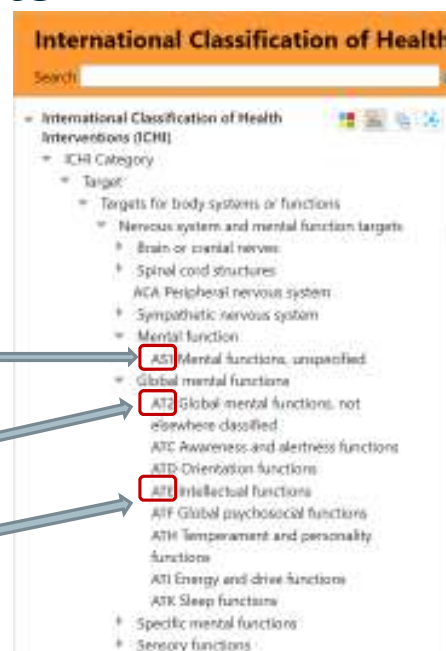 International Classification of Health
Search
International Classification of Health
Interventions (ICHI)
ICHI Category
Target
Targets for body systems or functions
Nervous system and mental function targets
Brain or cranial nerves
Spinal cord structures
ACA Peripheral nervous system
Sympathetic nervous system
Mental function
AS1 Mental functions, unspecified
Global mental functions
ATZ Global mental functions, not
elsewhere classified
ATC Awareness and alertness functions
ATD Orientation functions
ATE Intellectual functions
ATF Global psychosocial functions
ATH Temperament and personality
functions
ATI Energy and drive functions
ATK Sleep functions
Specific mental functions
Sensory functions